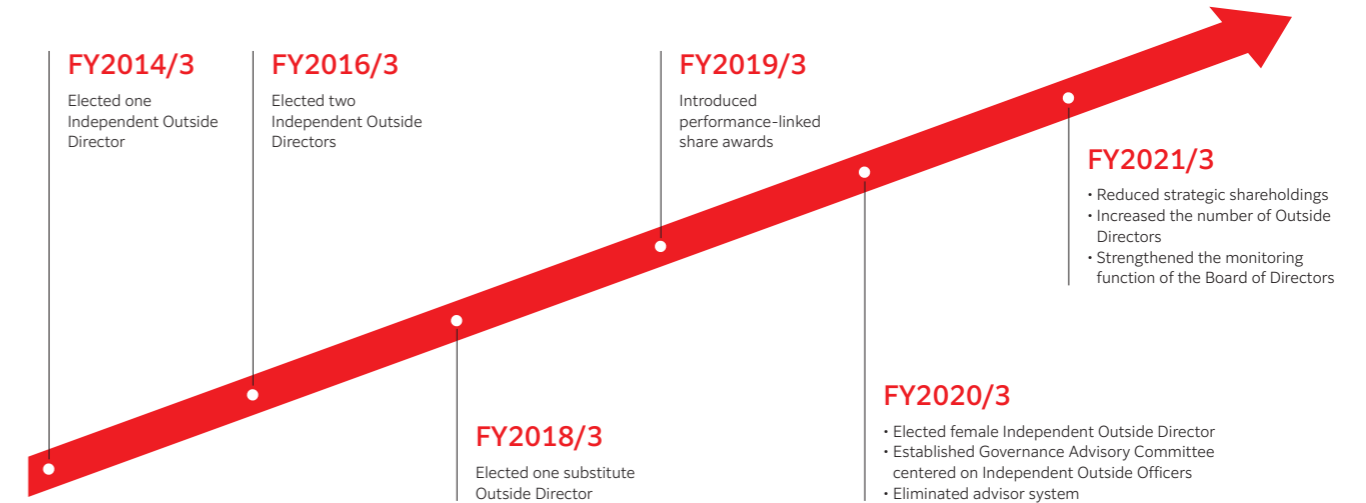 FY2014/3
Elected one
Independent Outside
Director
FY2016/3
Elected two
Independent Outside
Directors
FY2018/3
Elected one substitute
Outside Director
FY2019/3
Introduced
performance-linked
share awards
FY2020/3
• Elected female Independent Outside Director
• Established Governance Advisory Committee
centered on Independent Outside Officers
• Eliminated advisor system
FY2021/3
• Reduced strategic shareholdings
• Increased the number of Outside
Directors
• Strengthened the monitoring
function of the Board of Directors